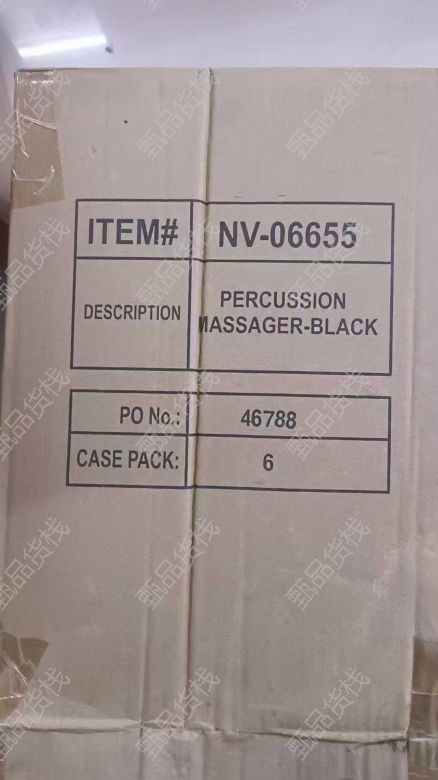 ITEM# NV-06655
DESCRIPTION PERCUSSION
MASSAGER-BLACK
PO No.: 46788
CASE PACK: 6
甄品货栈